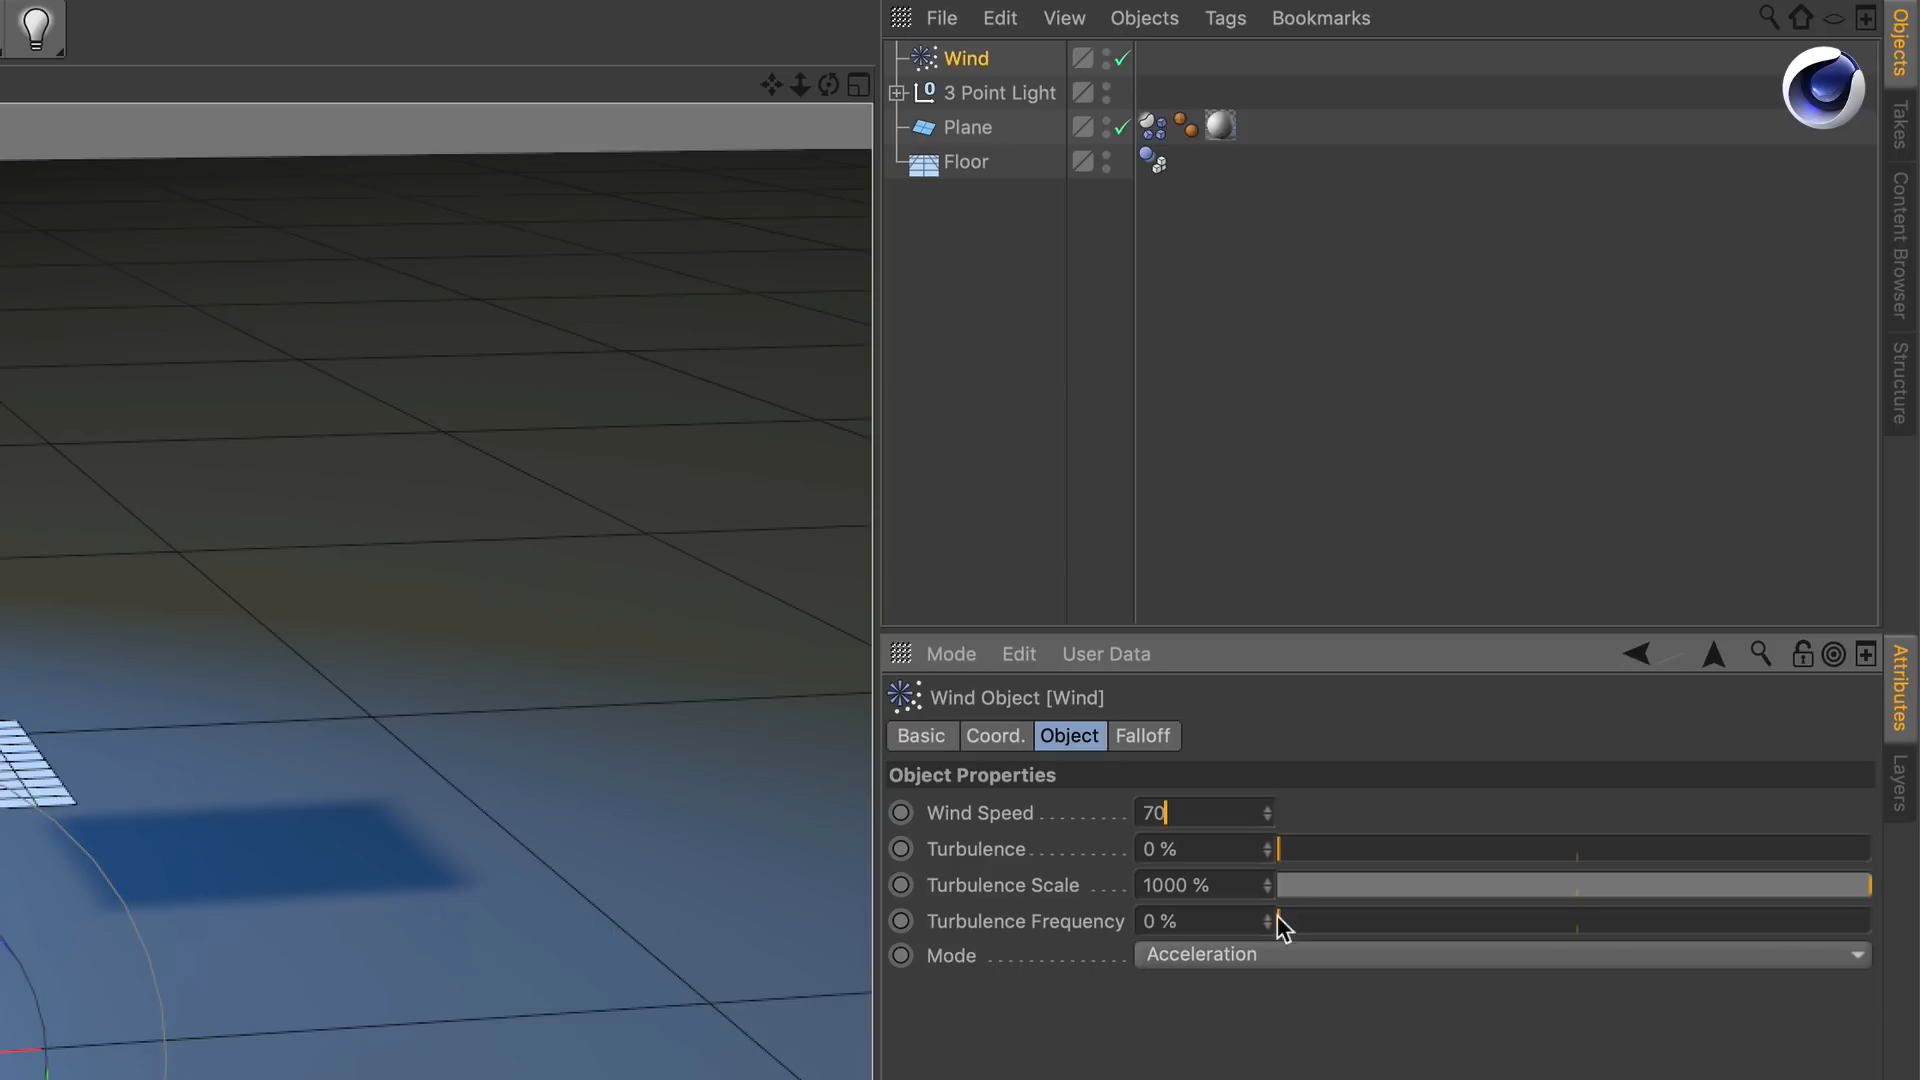 File Edit View Objects Tags Bookmarks
Wind
0 3 Point Light
Plane
Floor
Objects
Takes
Content Browser
Structure
Mode Edit User Data
Wind Object [Wind]
Basic Coord. Object Falloff
Object Properties
Wind Speed . . . . . . . . . 70
Turbulence. . . . . . . . . . 0 %
Turbulence Scale . . . . 1000 %
Turbulence Frequency 0 %
Mode . . . . . . . . . . . . . . Acceleration
Attributes
Layers